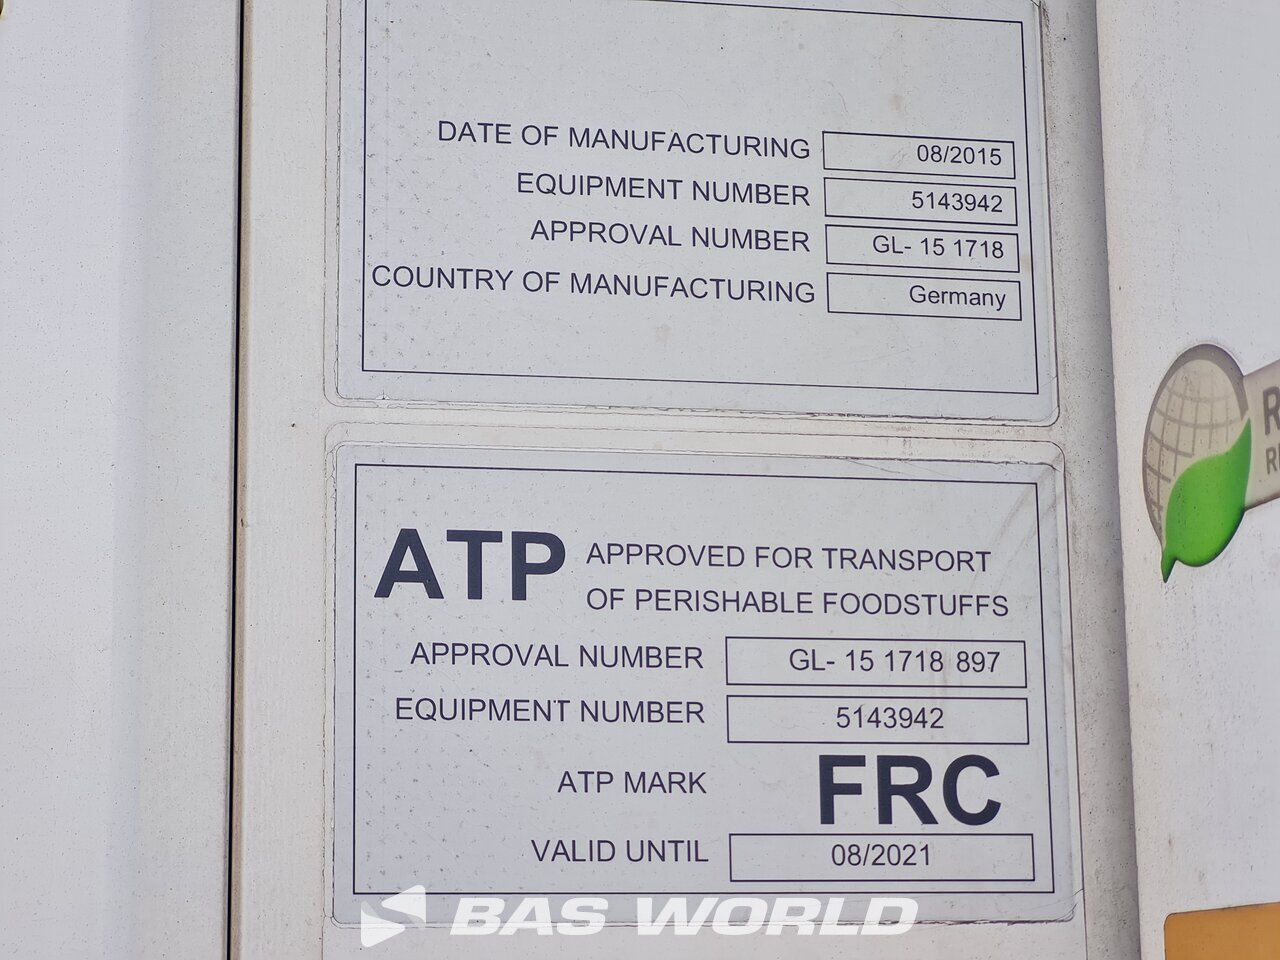 DATE OF MANUFACTURING 08/2015
EQUIPMENT NUMBER 5143942
APPROVAL NUMBER GL- 15 1718
COUNTRY OF MANUFACTURING Germany
ATP APPROVED FOR TRANSPORT
OF PERISHABLE FOODSTUFFS
APPROVAL NUMBER GL- 15 1718 897
EQUIPMENT NUMBER 5143942
ATP MARK FRC
VALID UNTIL 08/2021
BAS WORLD